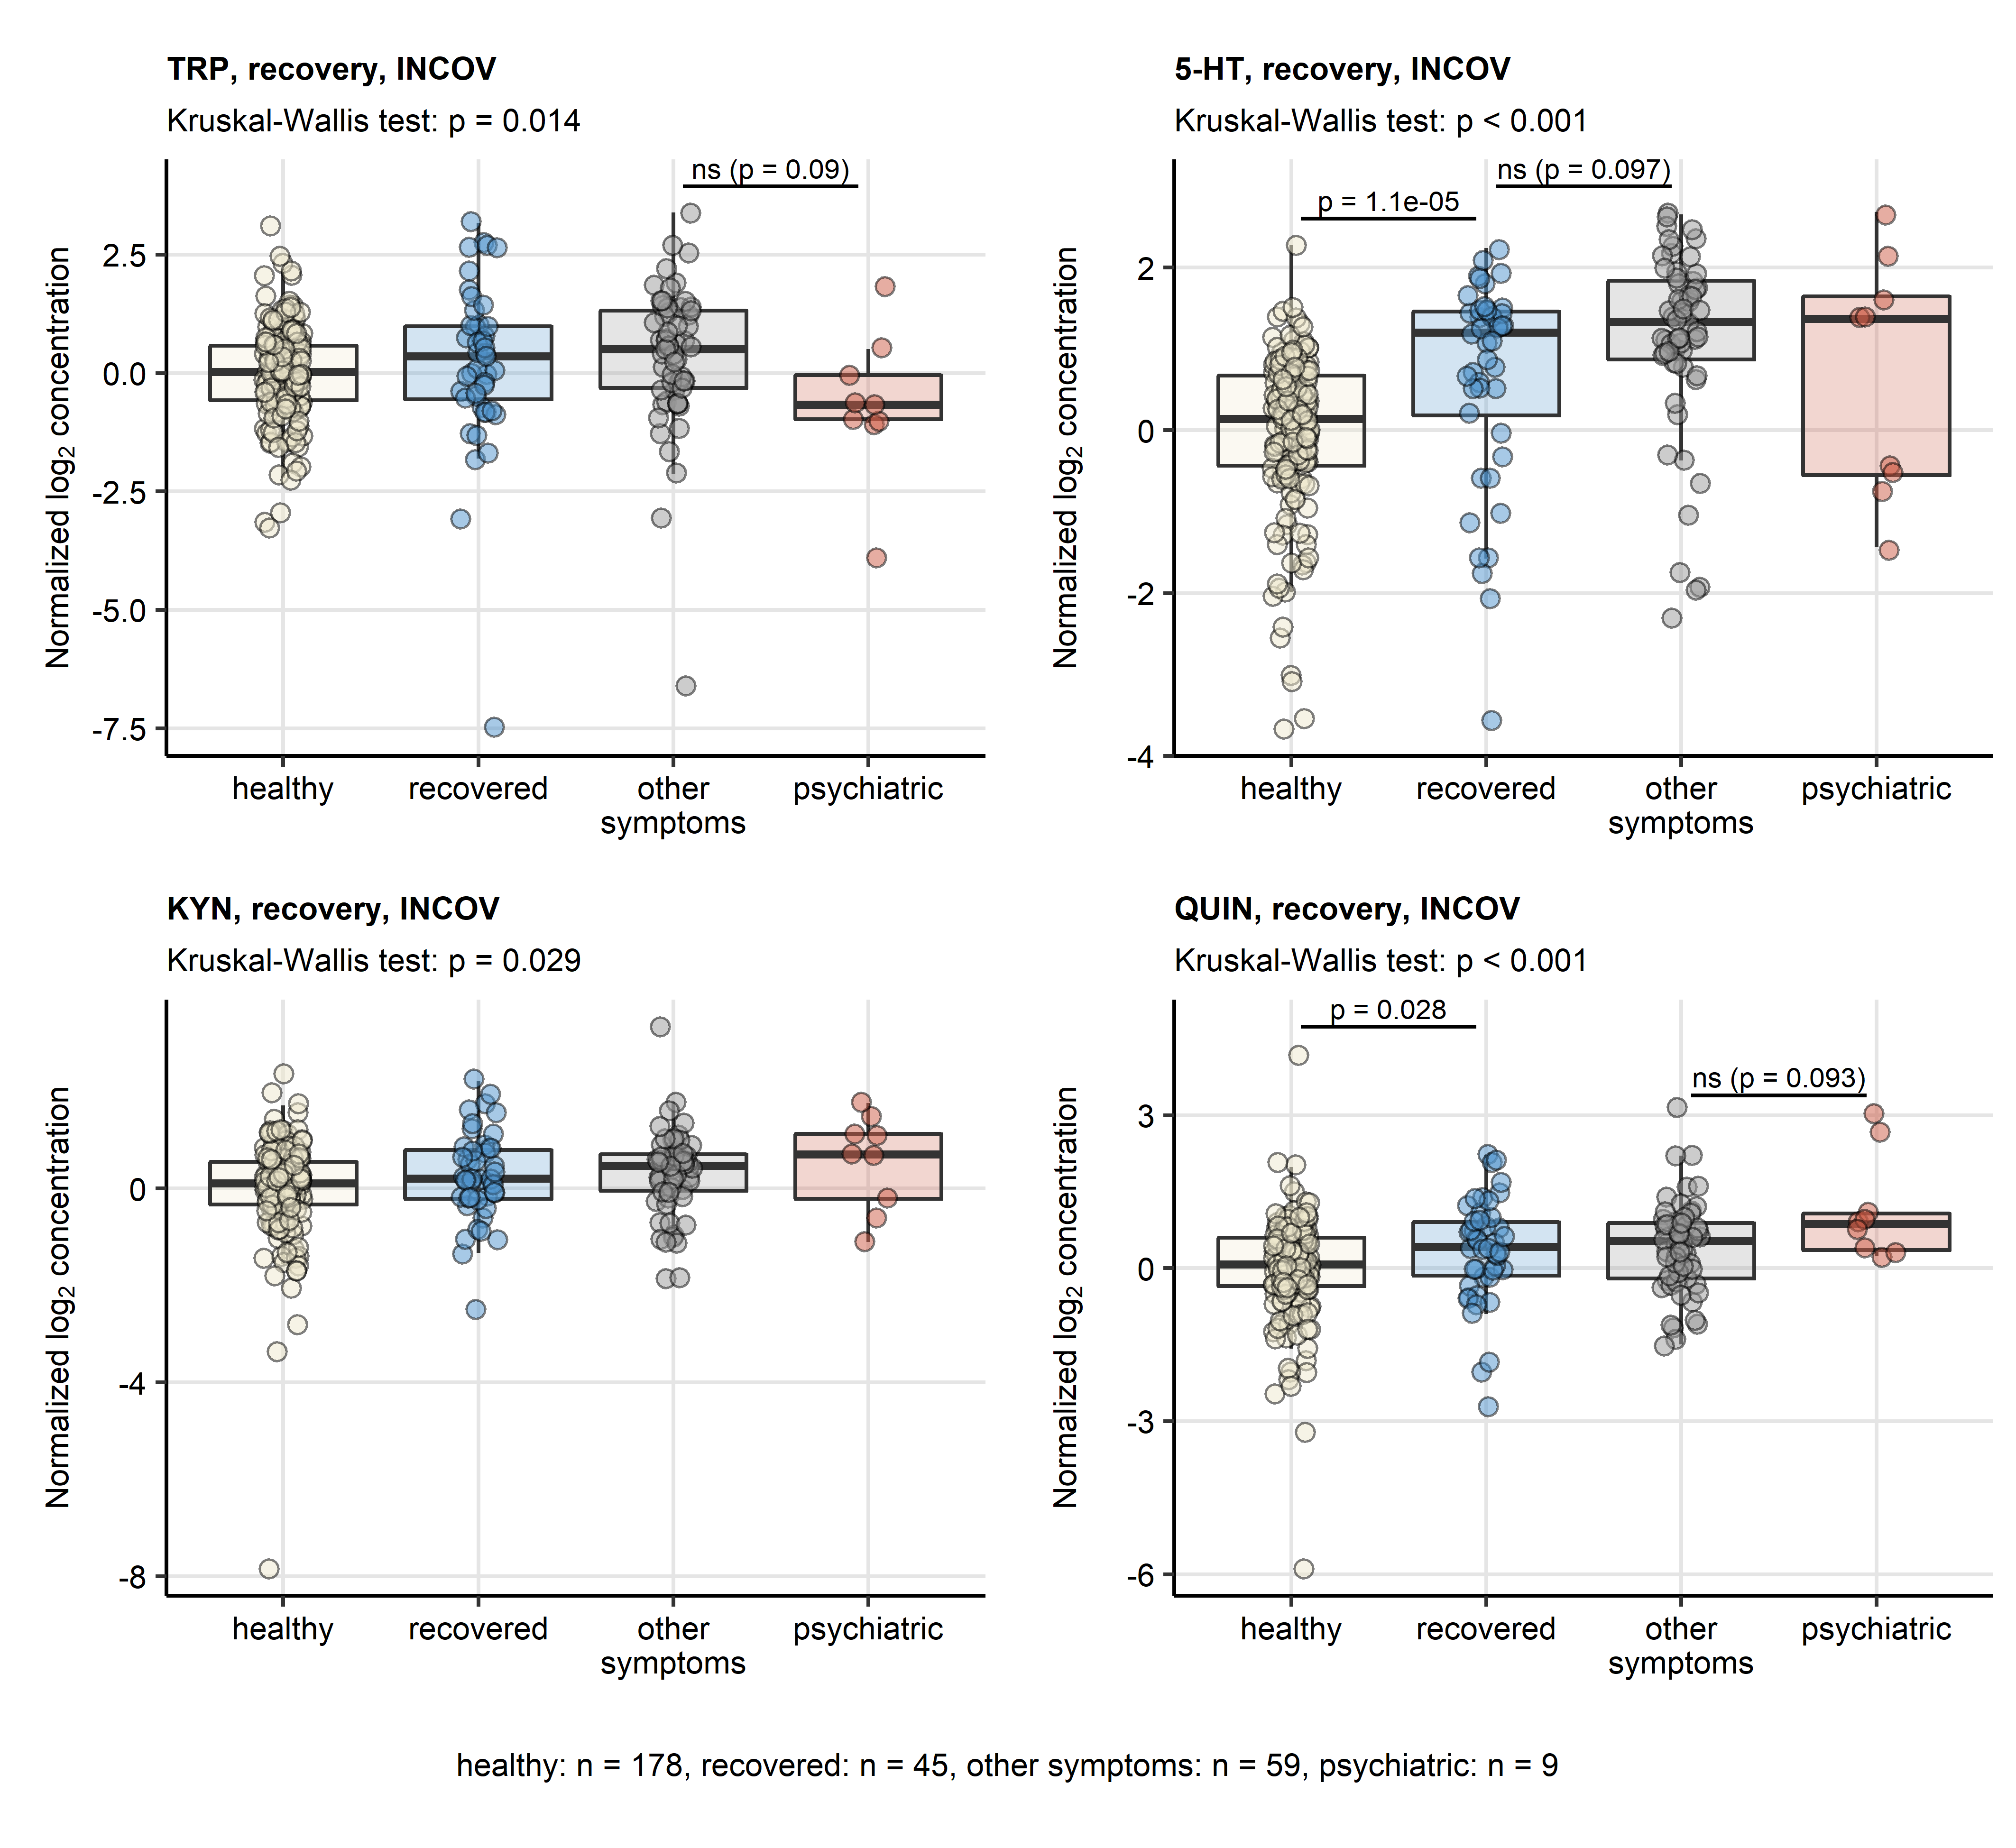 TRP, recovery, INCOV
Kruskal-Wallis test: p = 0.014
ns (p = 0.09)
Normalized log₂ concentration
2.5
0.0
-2.5
-5.0
-7.5
healthy
recovered
other
symptoms
psychiatric
5-HT, recovery, INCOV
Kruskal-Wallis test: p < 0.001
ns (p = 0.097)
p = 1.1e-05
Normalized log₂ concentration
2
0
-2
-4
healthy
recovered
other
symptoms
psychiatric
KYN, recovery, INCOV
Kruskal-Wallis test: p = 0.029
Normalized log₂ concentration
0
-4
-8
healthy
recovered
other
symptoms
psychiatric
QUIN, recovery, INCOV
Kruskal-Wallis test: p < 0.001
p = 0.028
ns (p = 0.093)
Normalized log₂ concentration
3
0
-3
-6
healthy
recovered
other
symptoms
psychiatric
healthy: n = 178, recovered: n = 45, other symptoms: n = 59, psychiatric: n = 9